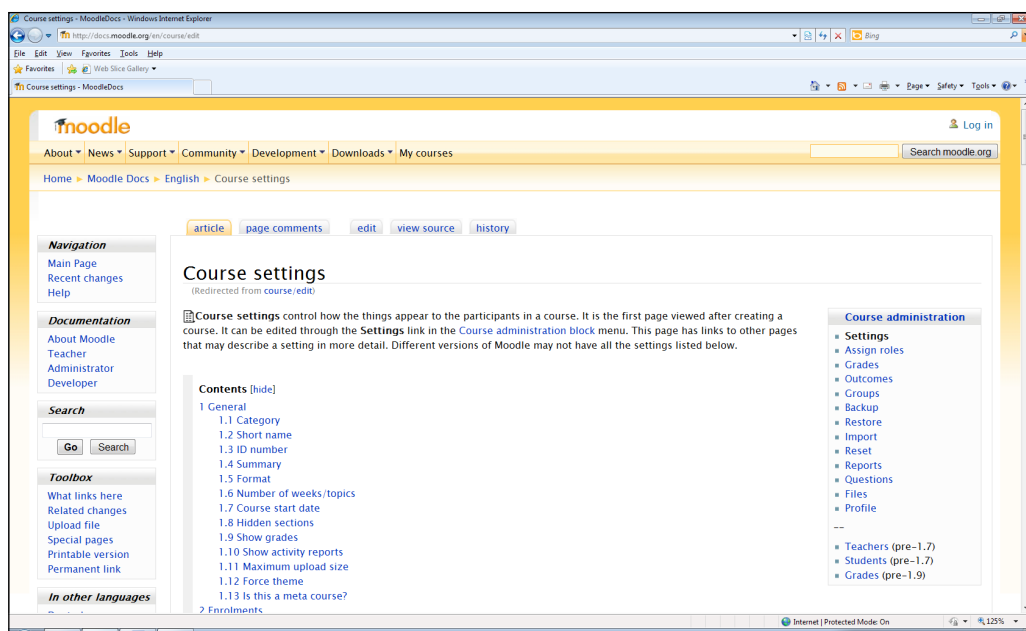 Course settings - MoodleDocs - Windows Internet Explorer
http://docs.moodle.org/en/course/edit
Bing
File Edit View Favorites Tools Help
Favorites Web Slice Gallery
Course settings - MoodleDocs
Page Safety Tools
moodle
Log in
About News Support Community Development Downloads My courses
Search moodle.org
Home Moodle Docs English Course settings
article page comments edit view source history
Navigation
Main Page
Recent changes
Help
Documentation
About Moodle
Teacher
Administrator
Developer
Search
Go Search
Toolbox
What links here
Related changes
Upload file
Special pages
Printable version
Permanent link
In other languages
Course settings
(Redirected from course/edit)
Course settings control how the things appear to the participants in a course. It is the first page viewed after creating a
course. It can be edited through the Settings link in the Course administration block menu. This page has links to other pages
that may describe a setting in more detail. Different versions of Moodle may not have all the settings listed below.
Contents [hide]
1 General
1.1 Category
1.2 Short name
1.3 ID number
1.4 Summary
1.5 Format
1.6 Number of weeks/topics
1.7 Course start date
1.8 Hidden sections
1.9 Show grades
1.10 Show activity reports
1.11 Maximum upload size
1.12 Force theme
1.13 Is this a meta course?
2 Enrolments
Course administration
Settings
Assign roles
Grades
Outcomes
Groups
Backup
Restore
Import
Reset
Reports
Questions
Files
Profile
--
Teachers (pre-1.7)
Students (pre-1.7)
Grades (pre-1.9)
Internet | Protected Mode: On
125%